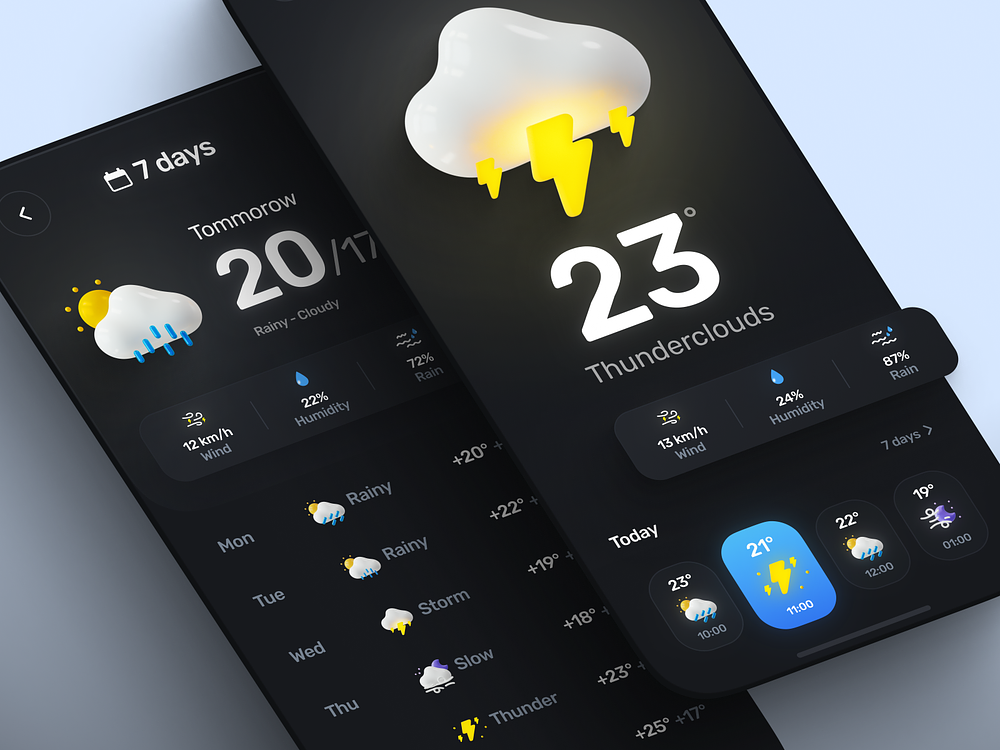 7 days
Tommorow
20/17
Rainy - Cloudy
12 km/h
Wind
22%
Humidity
72%
Rain
Mon
Rainy
+20°
Tue
Rainy
+22°
Wed
Storm
+19°
Thu
Slow
+18°
Thunder
+23°
+25° +17°
23°
Thunderclouds
13 km/h
Wind
24%
Humidity
87%
Rain
Today
7 days
23°
10:00
21°
11:00
22°
12:00
19°
01:00